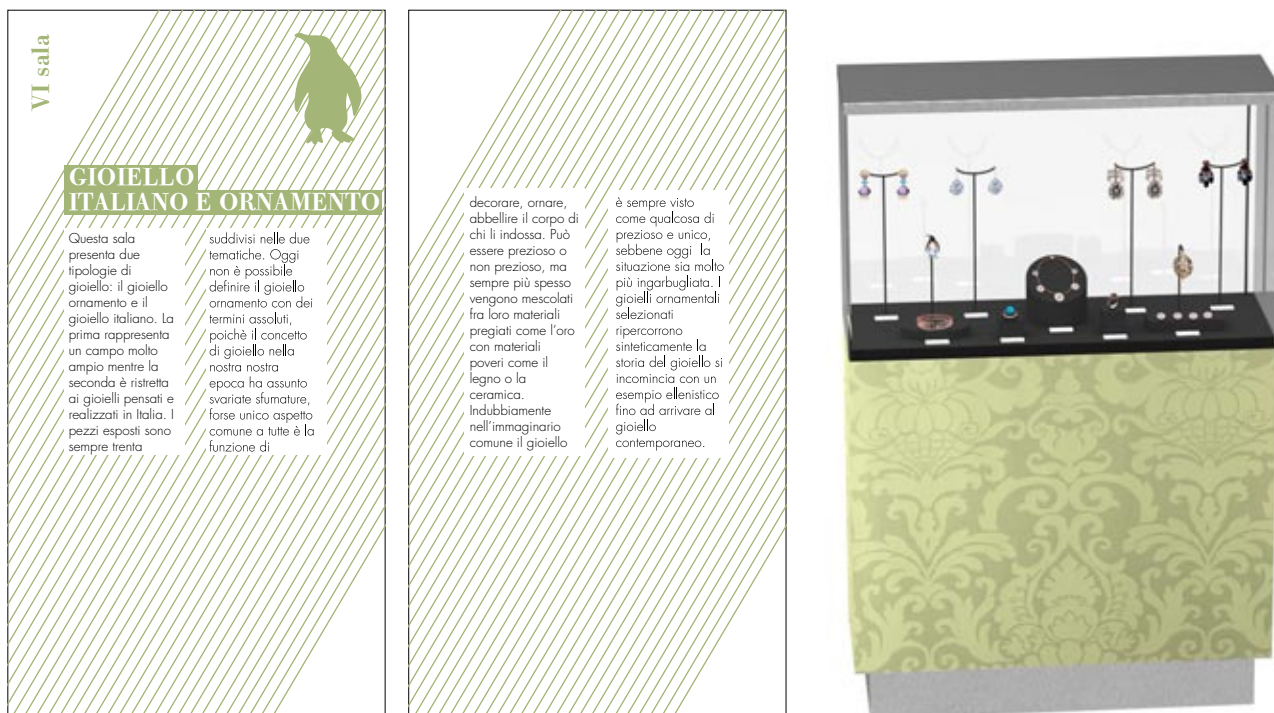 VI sala
GIOIELLO
ITALIANO E ORNAMENTO
Questa sala
presenta due
tipologie di
gioiello: il gioiello
ornamento e il
gioiello italiano. La
prima rappresenta
un campo molto
ampio mentre la
seconda è ristretta
ai gioielli pensati e
realizzati in Italia. I
pezzi esposti sono
sempre trenta
suddivisi nelle due
tematiche. Oggi
non è possibile
definire il gioiello
ornamento con dei
termini assoluti,
poichè il concetto
di gioiello nella
nostra nostra
epoca ha assunto
svariate sfumature,
forse unico aspetto
comune a tutte è la
funzione di
decorare, ornare,
abbellire il corpo di
chi li indossa. Può
essere prezioso o
non prezioso, ma
sempre più spesso
vengono mescolati
fra loro materiali
pregiati come l'oro
con materiali
poveri come il
legno o la
ceramica.
Indubbiamente
nell'immaginario
comune il gioiello
è sempre visto
come qualcosa di
prezioso e unico,
sebbene oggi la
situazione sia molto
più ingarbugliata. I
gioielli ornamentali
selezionati
ripercorrono
sinteticamente la
storia del gioiello si
incomincia con un
esempio ellenistico
fino ad arrivare al
gioiello
contemporaneo.